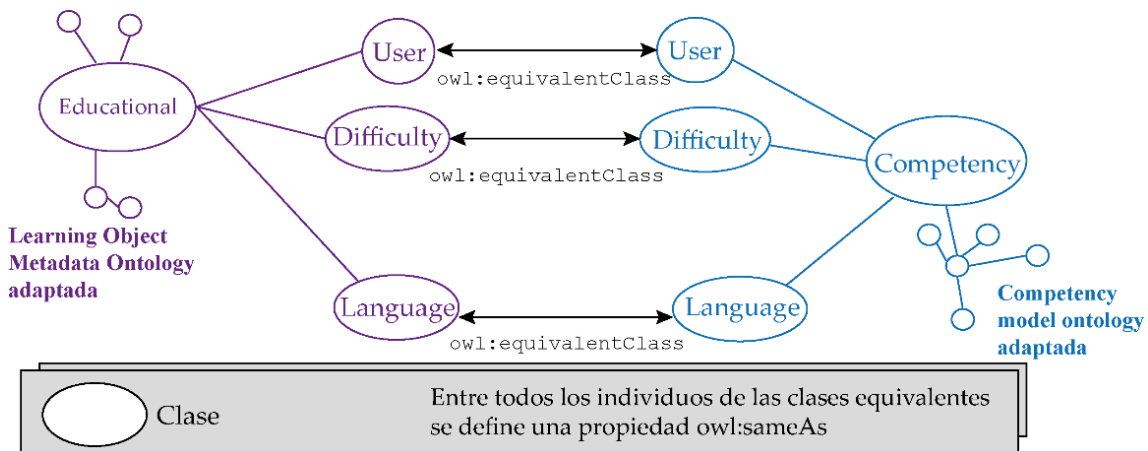 User
User
owl:equivalentClass
Educational
Difficulty
Difficulty
owl:equivalentClass
Competency
Learning Object
Metadata Ontology
adaptada
Language
Language
owl:equivalentClass
Competency
model ontology
adaptada
Clase
Entre todos los individuos de las clases equivalentes
se define una propiedad owl:sameAs